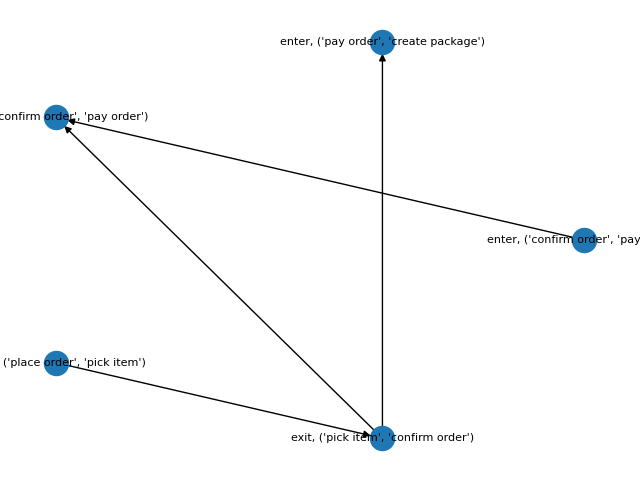 enter, ('pay order', 'create package')
confirm order', 'pay order')
enter, ('confirm order', 'pay
('place order', 'pick item')
exit, ('pick item', 'confirm order')